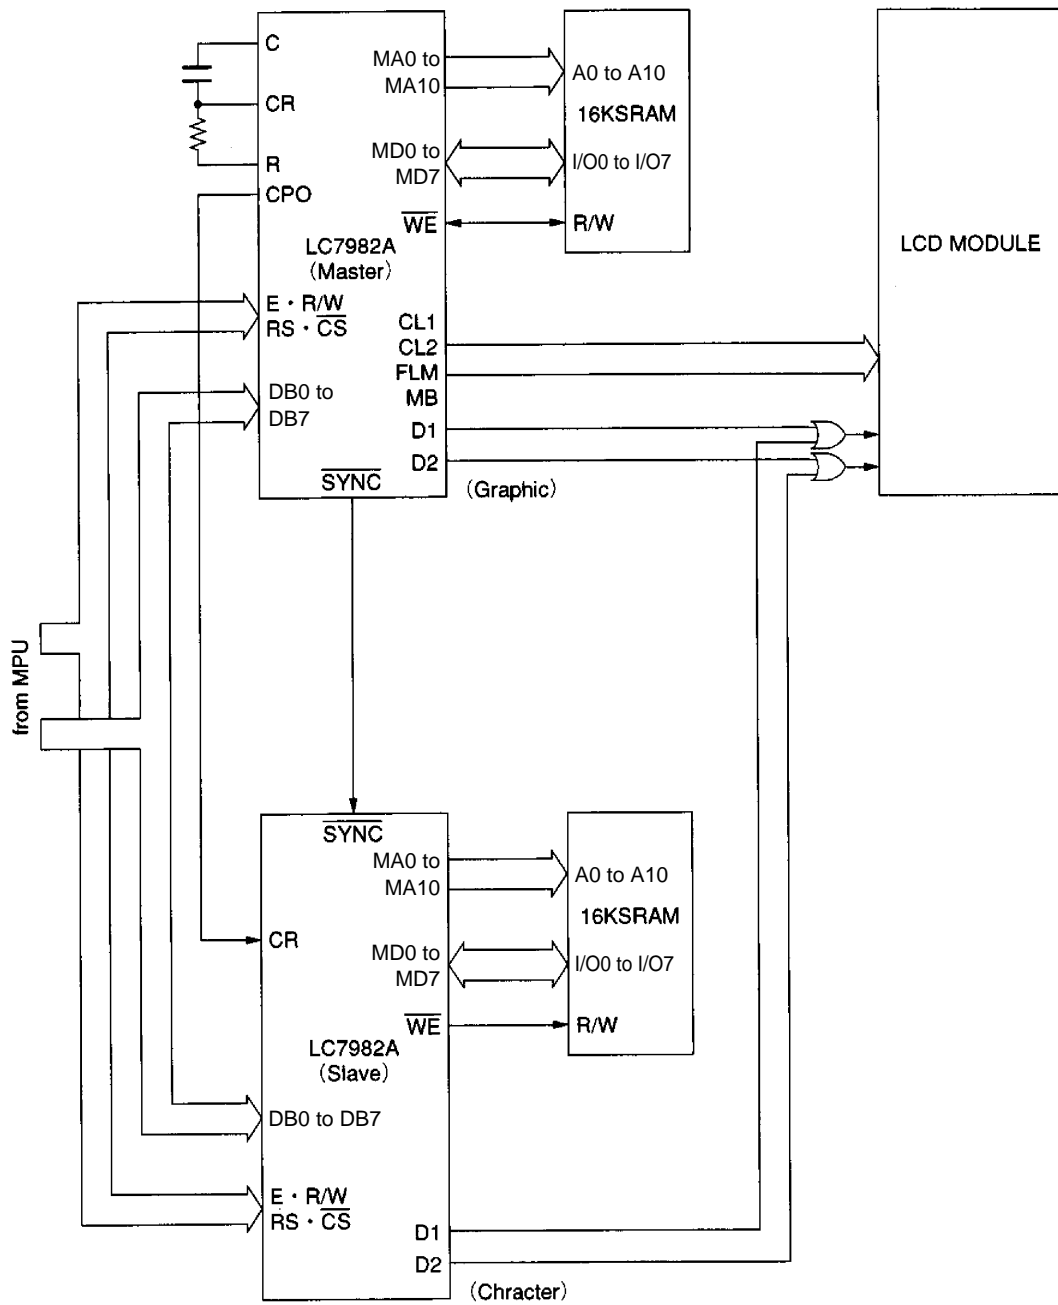 C
CR
R
CPO
MA0 to
MA10
MD0 to
MD7
WE
LC7982A
(Master)
E · R/W
RS · CS
DB0 to
DB7
CL1
CL2
FLM
MB
D1
D2
SYNC
(Graphic)
A0 to A10
16KSRAM
I/O0 to I/O7
R/W
LCD MODULE
from MPU
SYNC
MA0 to
MA10
CR
MD0 to
MD7
WE
LC7982A
(Slave)
DB0 to DB7
E · R/W
RS · CS
D1
D2
(Chracter)
A0 to A10
16KSRAM
I/O0 to I/O7
R/W